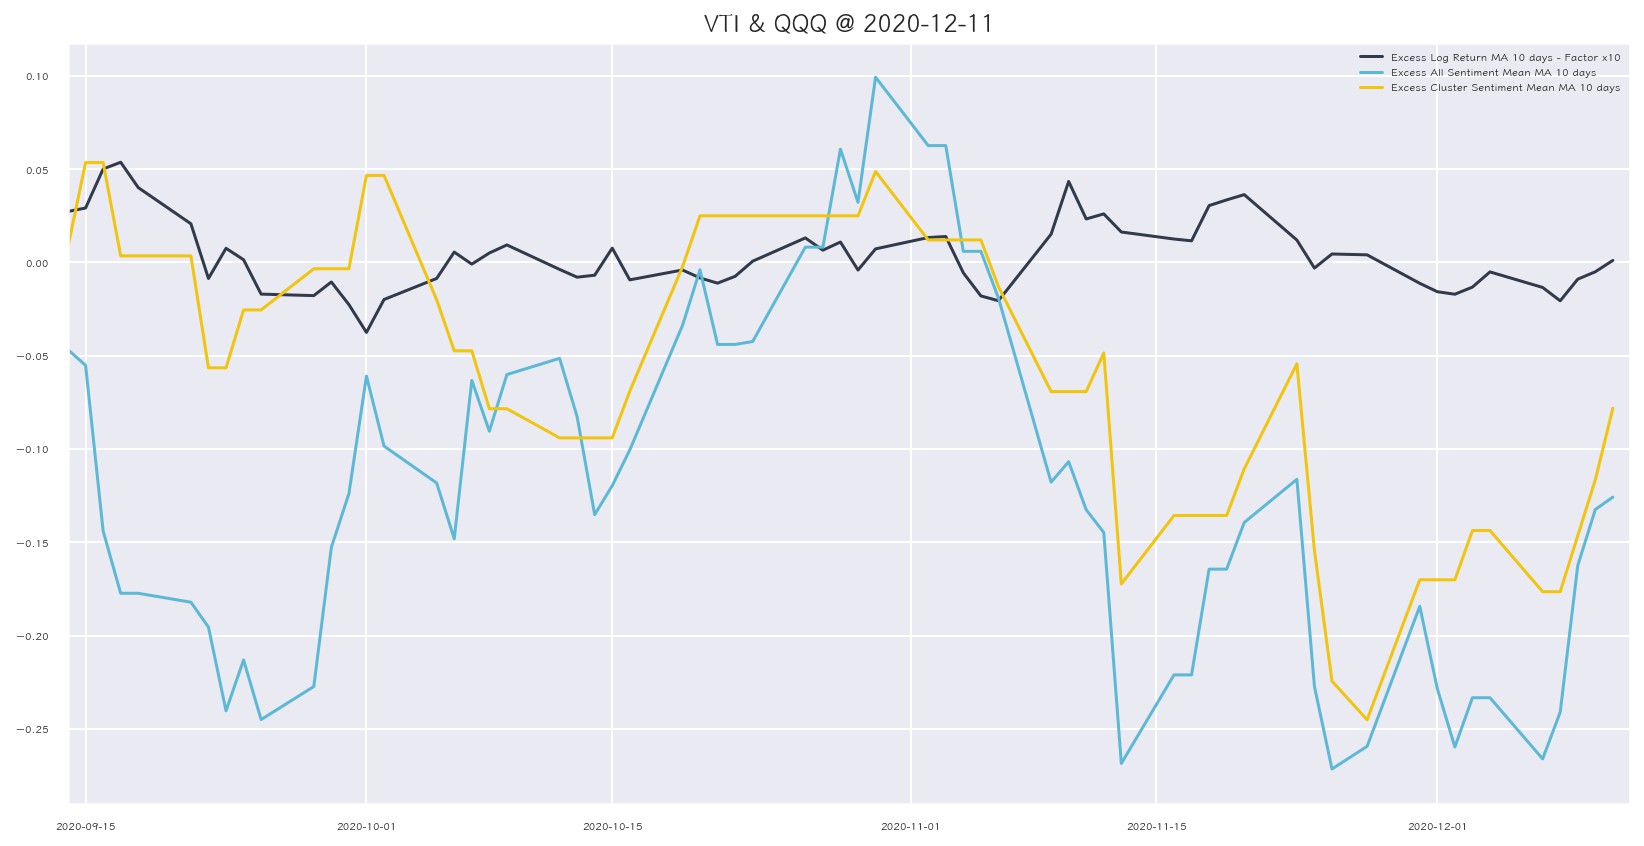 VTI & QQQ @ 2020-12-11
Excess Log Return MA 10 days - Factor x10
Excess All Sentiment Mean MA 10 days
Excess Cluster Sentiment Mean MA 10 days
0.10
0.05
0.00
−0.05
−0.10
−0.15
−0.20
−0.25
2020-09-15 2020-10-01 2020-10-15 2020-11-01 2020-11-15 2020-12-01